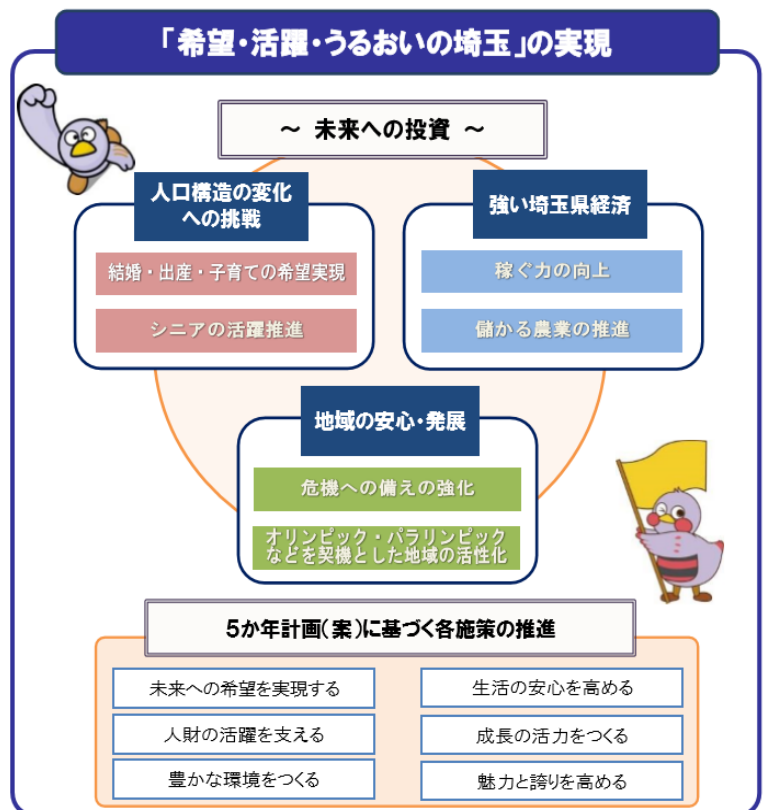 「希望・活躍・うるおいの埼玉」の実現
～ 未来への投資 ～
人口構造の変化
への挑戦
結婚・出産・子育ての希望実現
シニアの活躍推進
強い埼玉県経済
稼ぐ力の向上
儲かる農業の推進
地域の安心・発展
危機への備えの強化
オリンピック・パラリンピック
などを契機とした地域の活性化
5か年計画(案)に基づく各施策の推進
未来への希望を実現する
生活の安心を高める
人財の活躍を支える
成長の活力をつくる
豊かな環境をつくる
魅力と誇りを高める